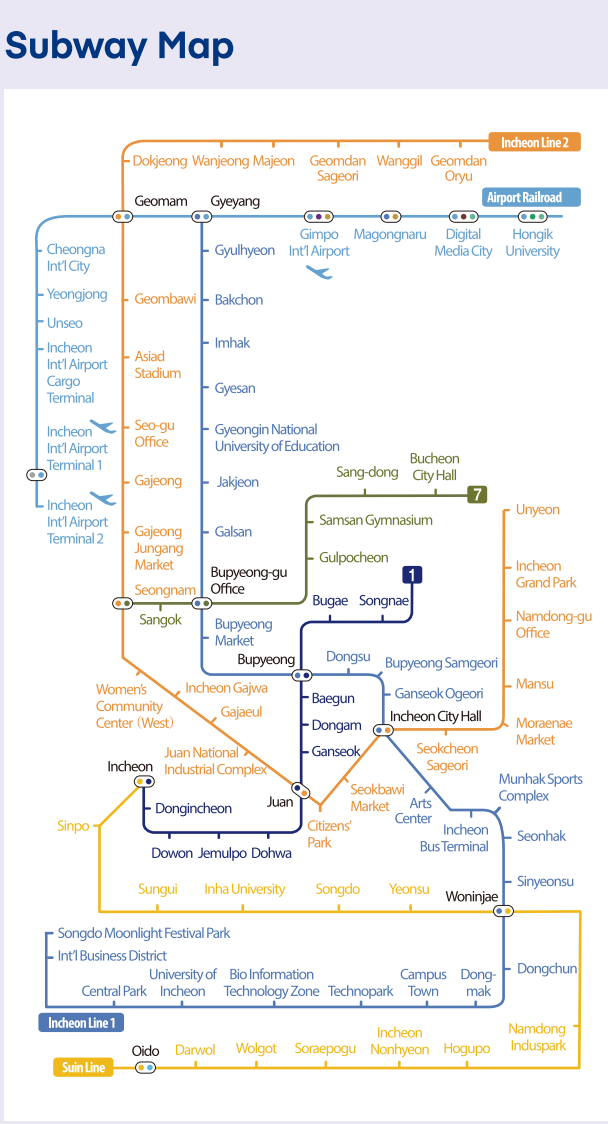 Subway Map
Incheon Line 2
Dokjeong
Wanjeong
Majeon
Geomdan
Sageori
Wanggil
Geomdan
Oryu
Airport Railroad
Geomam
Gyeyang
Gimpo
Int'l Airport
Magongnaru
Digital
Media City
Hongik
University
Cheongna
Int'l City
Yeongjong
Unseo
Incheon
Int'l Airport
Cargo
Terminal
Incheon
Int'l Airport
Terminal 1
Incheon
Int'l Airport
Terminal 2
Geombawi
Asiad
Stadium
Seo-gu
Office
Gajeong
Gajeong
Jungang
Market
Seongnam
Gyulhyeon
Bakchon
Imhak
Gyesan
Gyeongin National
University of Education
Jakjeon
Galsan
Bupyeong-gu
Office
Sangok
Bupyeong
Market
Sang-dong
Bucheon
City Hall
7
Samsan Gymnasium
Gulpocheon
1
Bugae
Songnae
Unyeon
Incheon
Grand Park
Namdong-gu
Office
Mansu
Moraenae
Market
Bupyeong
Dongsu
Bupyeong Samgeori
Ganseok Ogeori
Incheon City Hall
Seokcheon
Sageori
Baegun
Dongam
Ganseok
Women's
Community
Center (West)
Incheon Gajwa
Gajaeul
Juan National
Industrial Complex
Juan
Citizens'
Park
Seokbawi
Market
Arts
Center
Incheon
Bus Terminal
Munhak Sports
Complex
Seonhak
Sinyeonsu
Woninjae
Incheon
Dongincheon
Dowon
Jemulpo
Dohwa
Sinpo
Sungui
Inha University
Songdo
Yeonsu
Songdo Moonlight Festival Park
Int'l Business District
Central Park
University of
Incheon
Bio Information
Technology Zone
Technopark
Campus
Town
Dong-
mak
Dongchun
Incheon Line 1
Namdong
Induspark
Suin Line
Oido
Darwol
Wolgot
Soraepogu
Incheon
Nonhyeon
Hogupo